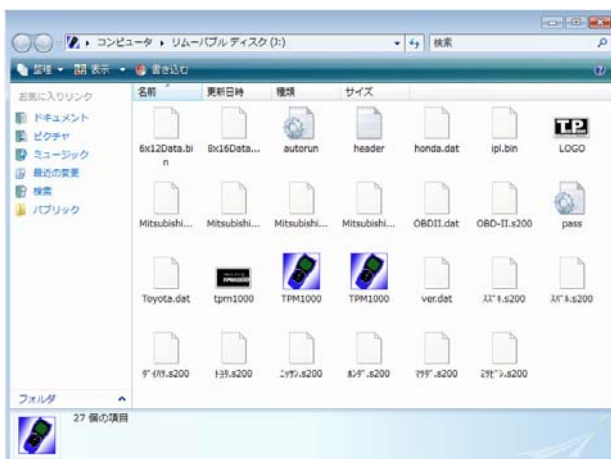 コンピュータ ▸ リムーバブル ディスク (J:)
検索
整理 表示 書き込む
お気に入りリンク
ドキュメント
ピクチャ
ミュージック
最近の変更
検索
パブリック
フォルダ
名前 更新日時 種類 サイズ
6x12Data.bi
n
8x16Data...
autorun
header
honda.dat
ipl.bin
TP
LOGO
Mitsubishi...
Mitsubishi...
Mitsubishi...
Mitsubishi...
OBDII.dat
OBD-II.s200
pass
Toyota.dat
TPM1000
tpm1000
TPM1000
TPM1000
ver.dat
ｽｽﾞｷ.s200
ｽﾊﾞﾙ.s200
ﾀﾞｲﾊﾂ.s200
ﾄﾖﾀ.s200
ﾆｯｻﾝ.s200
ﾎﾝﾀﾞ.s200
ﾏﾂﾀﾞ.s200
ﾐﾂﾋﾞｼ.s200
27 個の項目